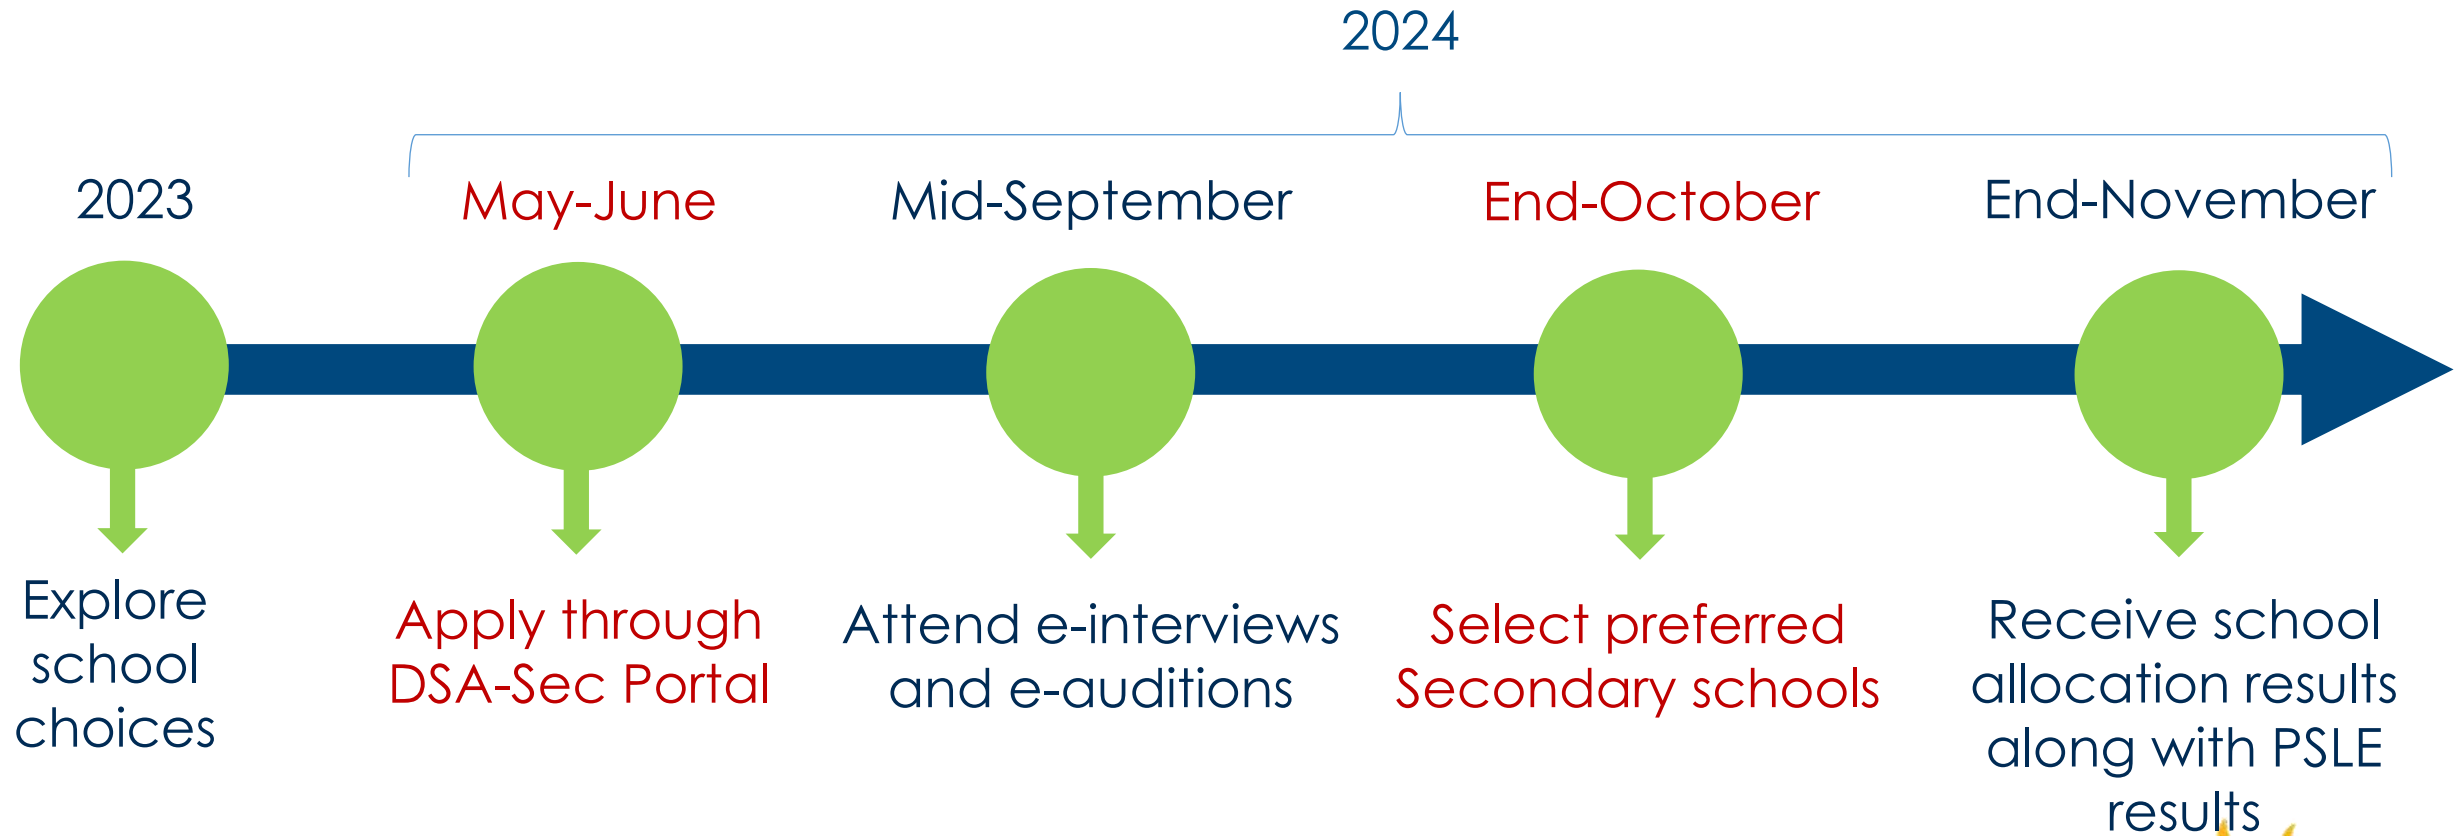 2024
2023
May-June
Mid-September
End-October
End-November
Explore
school
choices
Apply through
DSA-Sec Portal
Attend e-interviews
and e-auditions
Select preferred
Secondary schools
Receive school
allocation results
along with PSLE
results